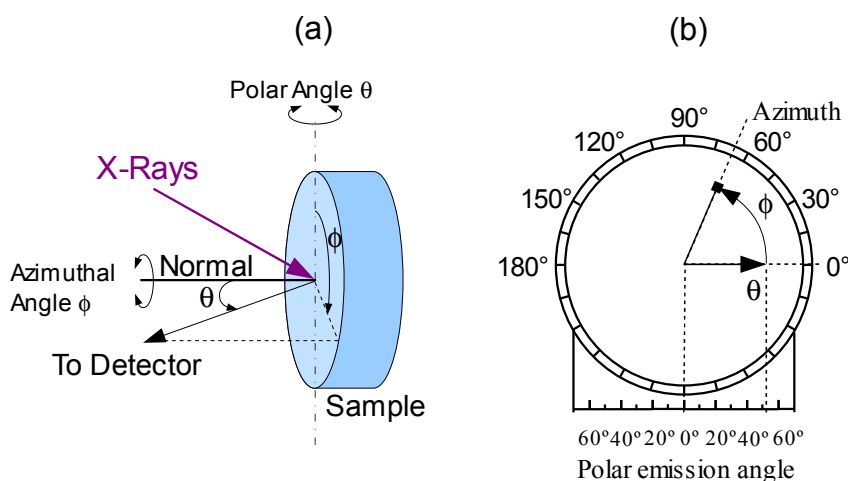 (a)
Polar Angle θ
X-Rays
ϕ
Azimuthal
Angle ϕ
Normal
θ
To Detector
Sample
(b)
90°
Azimuth
120°
60°
150°
30°
ϕ
180°
0°
θ
60° 40° 20° 0° 20° 40° 60°
Polar emission angle